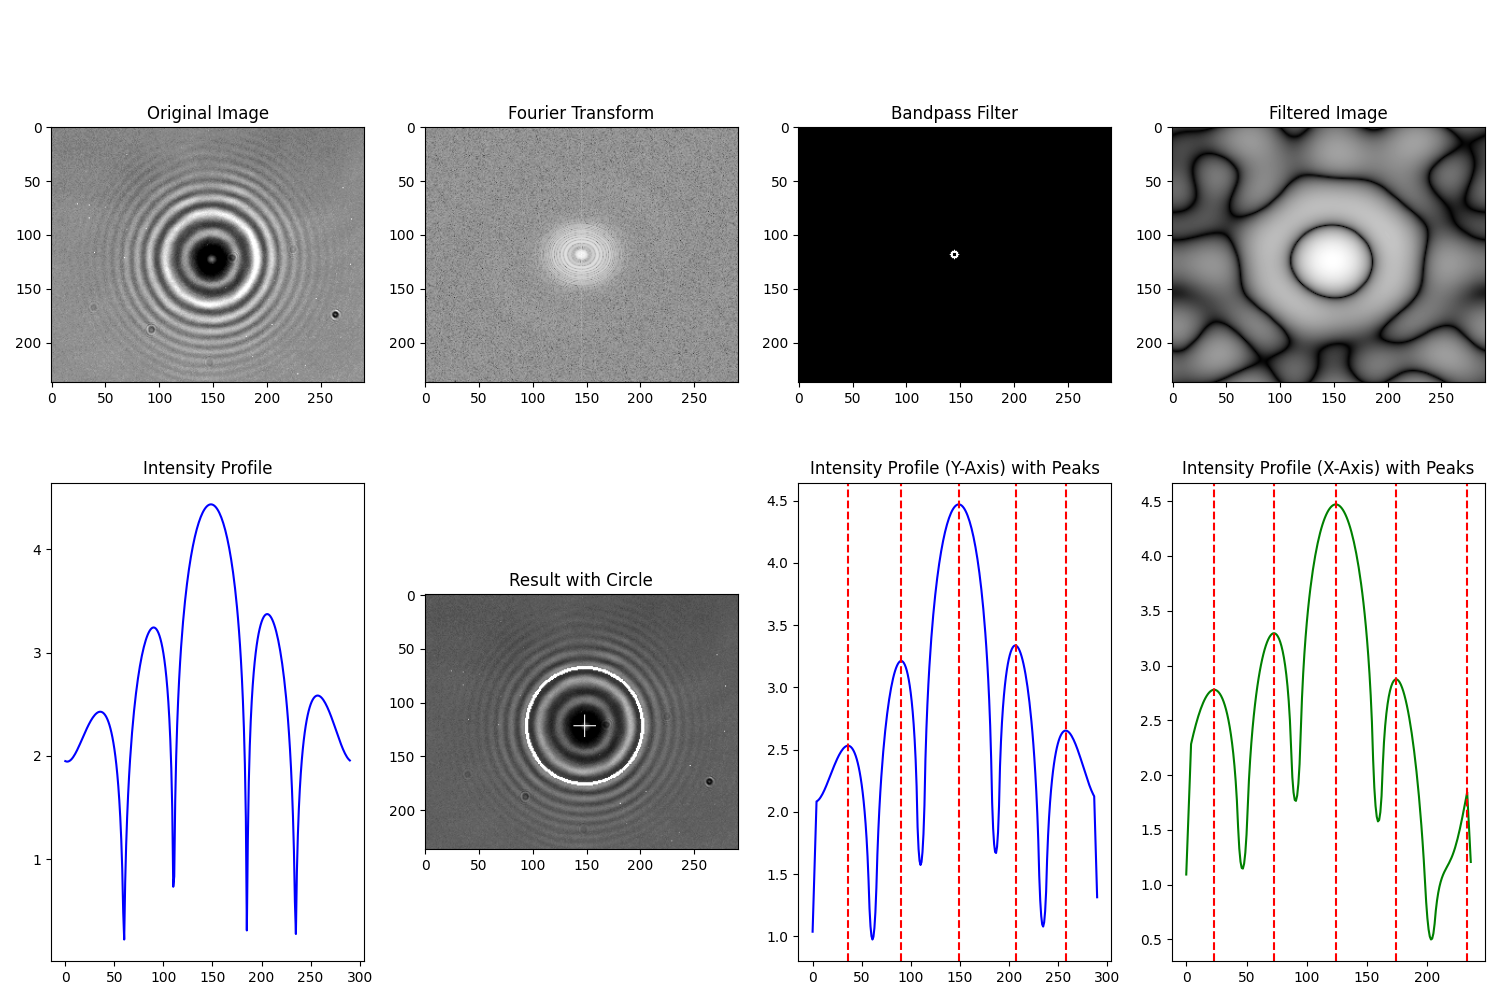 Original Image
Fourier Transform
Bandpass Filter
Filtered Image
0
50
100
150
200
0 50 100 150 200 250
0
50
100
150
200
0 50 100 150 200 250
0
50
100
150
200
0 50 100 150 200 250
0
50
100
150
200
0 50 100 150 200 250
Intensity Profile
4
3
2
1
0 50 100 150 200 250 300
Result with Circle
0
50
100
150
200
0 50 100 150 200 250
Intensity Profile (Y-Axis) with Peaks
4.5
4.0
3.5
3.0
2.5
2.0
1.5
1.0
0 50 100 150 200 250 300
Intensity Profile (X-Axis) with Peaks
4.5
4.0
3.5
3.0
2.5
2.0
1.5
1.0
0.5
0 50 100 150 200